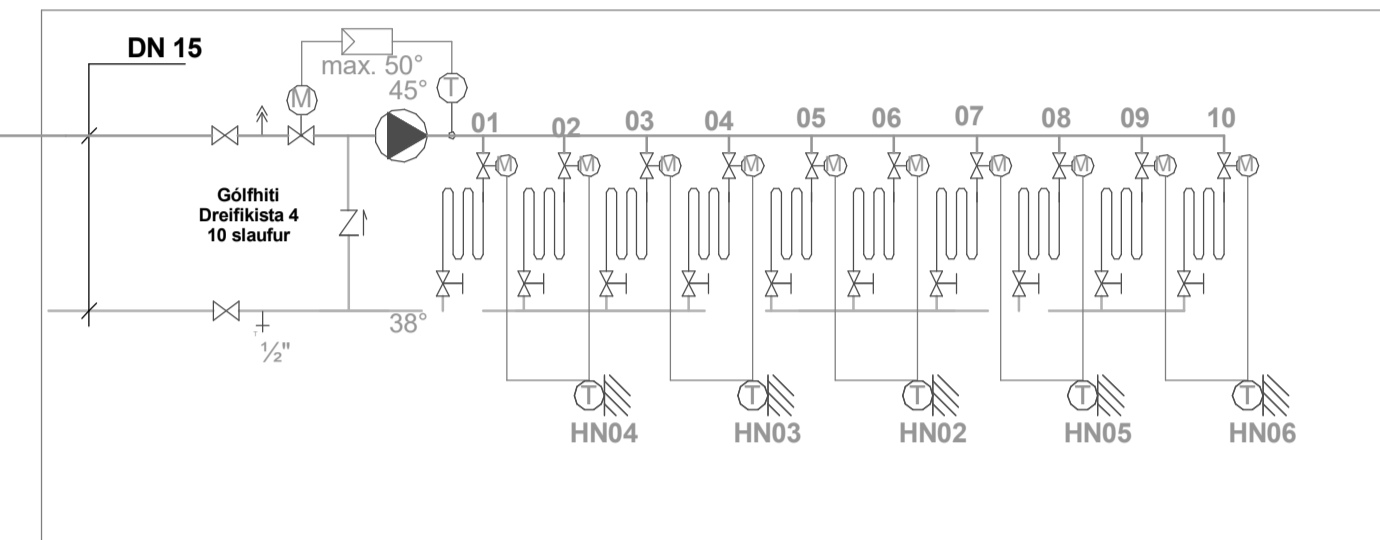 DN 15
max. 50°
45°
M
T
01 02 03 04 05 06 07 08 09 10
M M M M M M M M M M
Gólfhiti
Dreifikista 4
10 slaufur
38°
½"
T T T T T
HN04 HN03 HN02 HN05 HN06